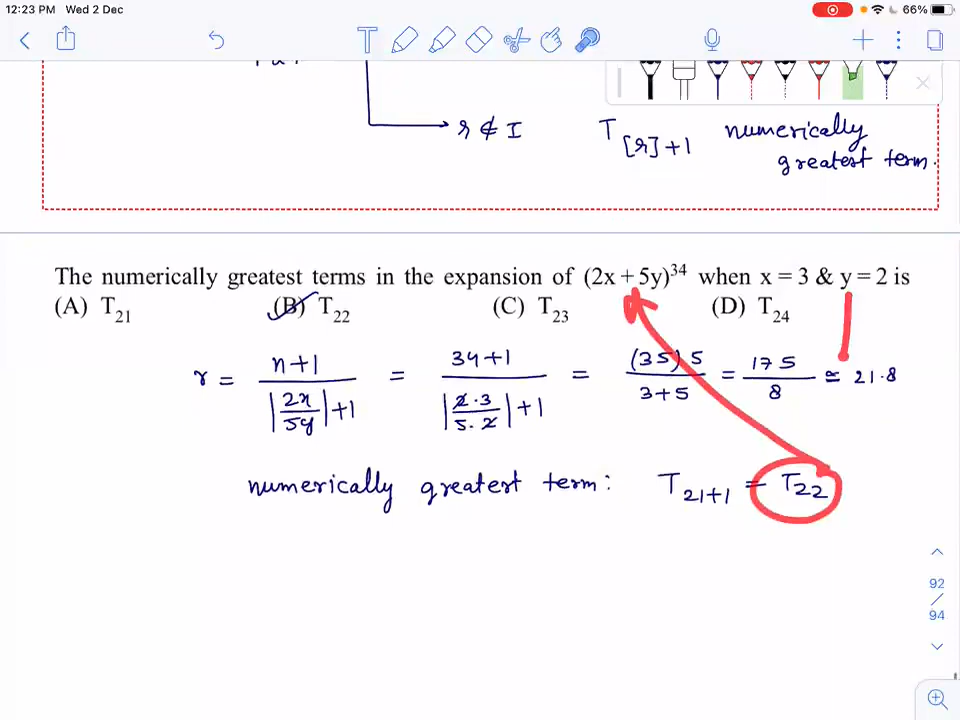 12:23 PM Wed 2 Dec 66%
r ∉ I T[r]+1 numerically
greatest term.
The numerically greatest terms in the expansion of (2x + 5y)^34 when x = 3 & y = 2 is
(A) T21 (B) T22 (C) T23 (D) T24
r = (n+1)/(|2x/5y|+1) = (34+1)/(|2·3/5·2|+1) = (35)5/(3+5) = 175/8 ≃ 21·8
numerically greatest term: T21+1 = T22
92
/
94